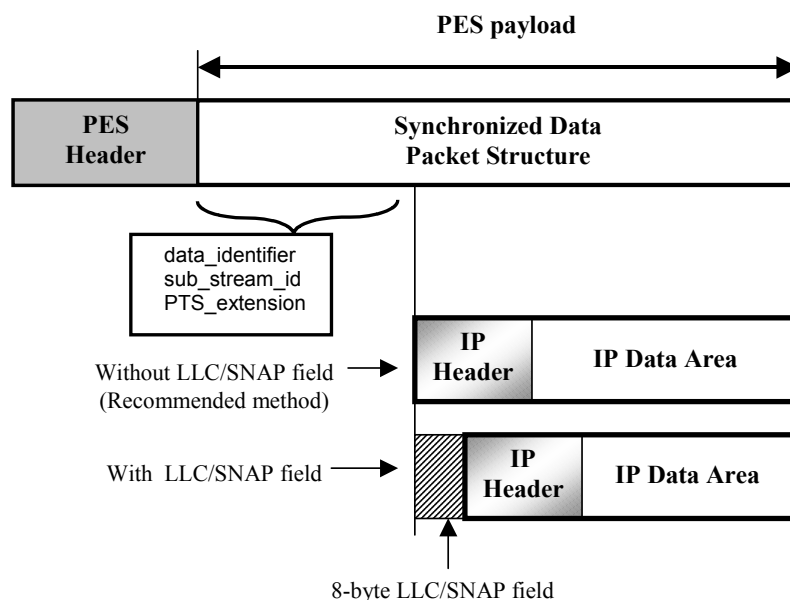 PES payload
PES
Header
Synchronized Data
Packet Structure
data_identifier
sub_stream_id
PTS_extension
Without LLC/SNAP field
(Recommended method)
IP
Header
IP Data Area
With LLC/SNAP field
IP
Header
IP Data Area
8-byte LLC/SNAP field